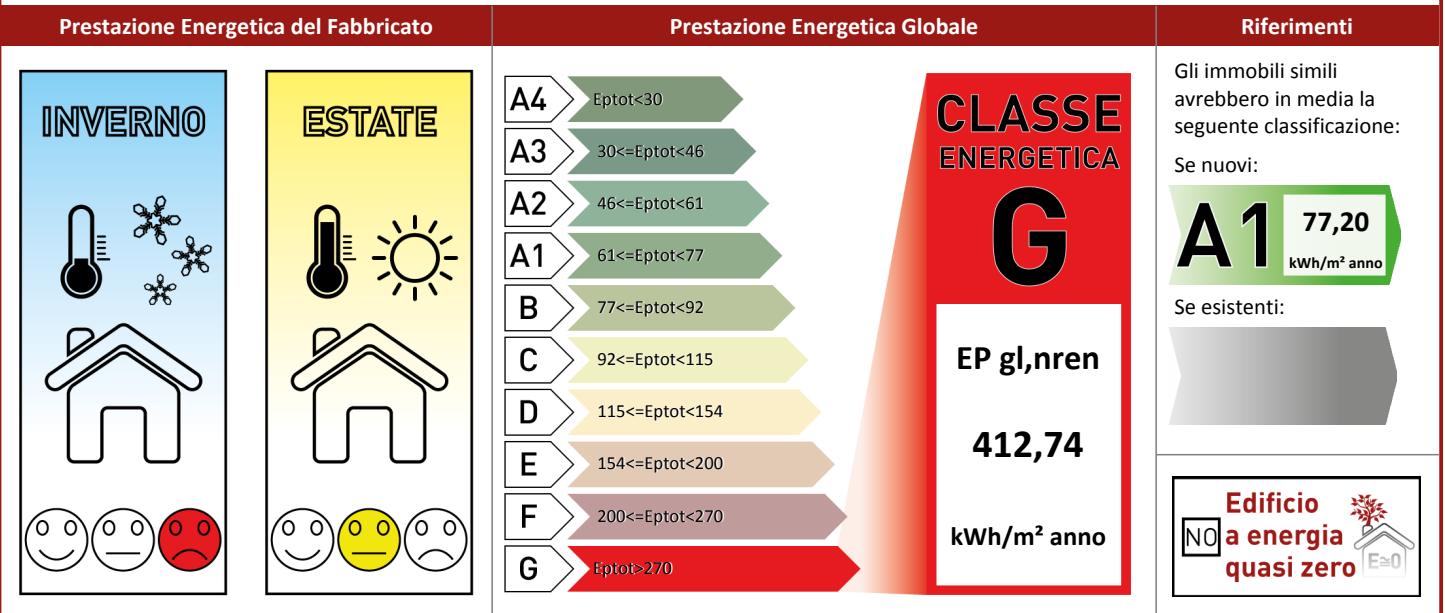 Prestazione Energetica del Fabbricato
Prestazione Energetica Globale
Riferimenti
INVERNO
ESTATE
A4
Eptot<30
A3
30<=Eptot<46
A2
46<=Eptot<61
A1
61<=Eptot<77
B
77<=Eptot<92
C
92<=Eptot<115
D
115<=Eptot<154
E
154<=Eptot<200
F
200<=Eptot<270
G
Eptot>270
CLASSE
ENERGETICA
G
EP gl,nren
412,74
kWh/m² anno
Gli immobili simili
avrebbero in media la
seguente classificazione:
Se nuovi:
A1
77,20
kWh/m² anno
Se esistenti:
Edificio
NO a energia
quasi zero
E≅0